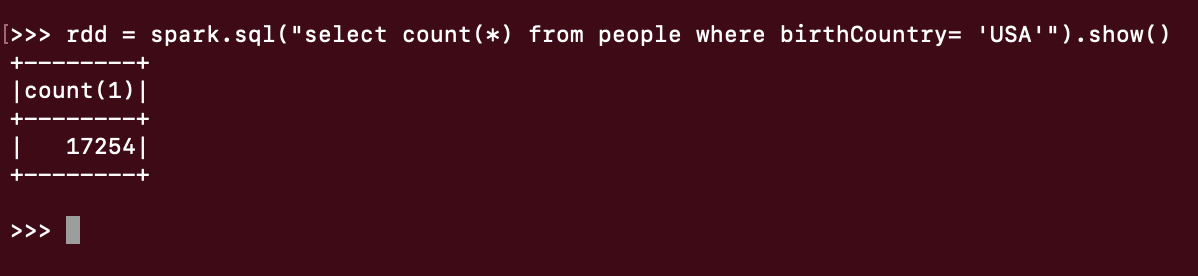 [>>> rdd = spark.sql("select count(*) from people where birthCountry= 'USA'").show()
+--------+
|count(1)|
+--------+
|   17254|
+--------+
>>>